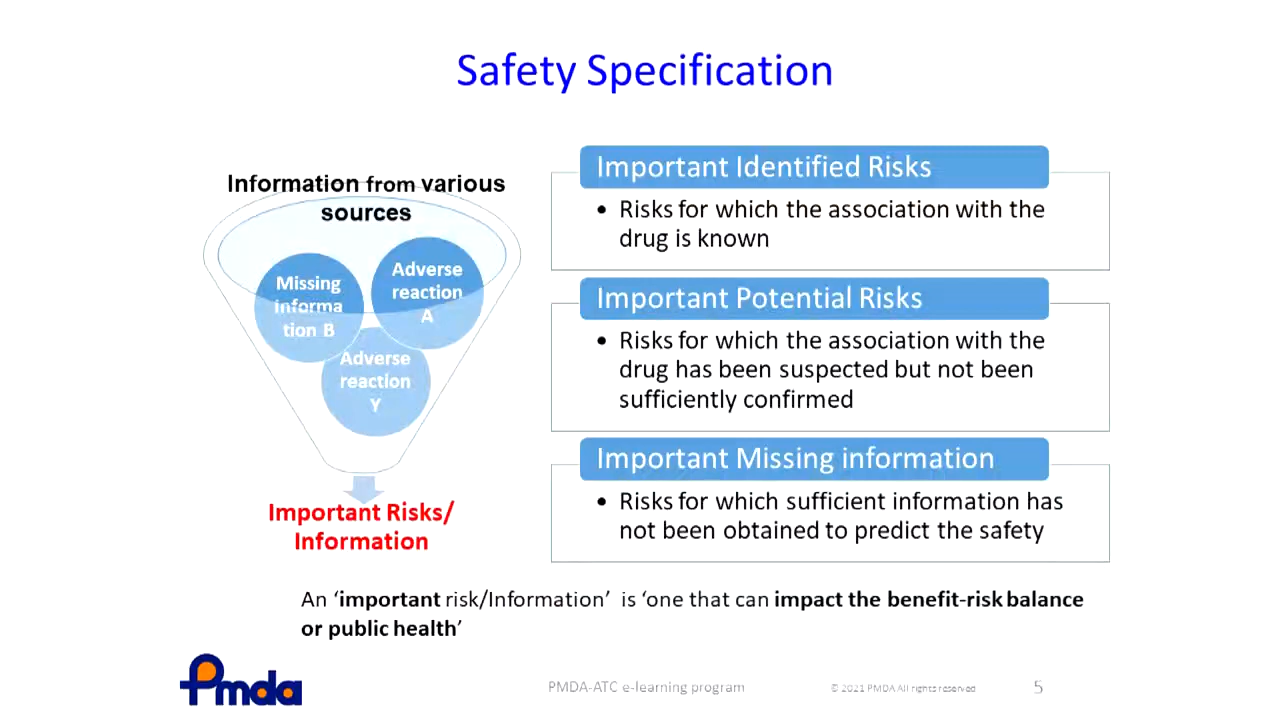 Safety Specification
Information from various
sources
Missing
informa
tion B
Adverse
reaction
A
Adverse
reaction
Y
Important Risks/
Information
Important Identified Risks
• Risks for which the association with the
drug is known
Important Potential Risks
• Risks for which the association with the
drug has been suspected but not been
sufficiently confirmed
Important Missing information
• Risks for which sufficient information has
not been obtained to predict the safety
An ‘important risk/Information’ is ‘one that can impact the benefit-risk balance
or public health’
Pmda
PMDA-ATC e-learning program
© 2021 PMDA All rights reserved
5